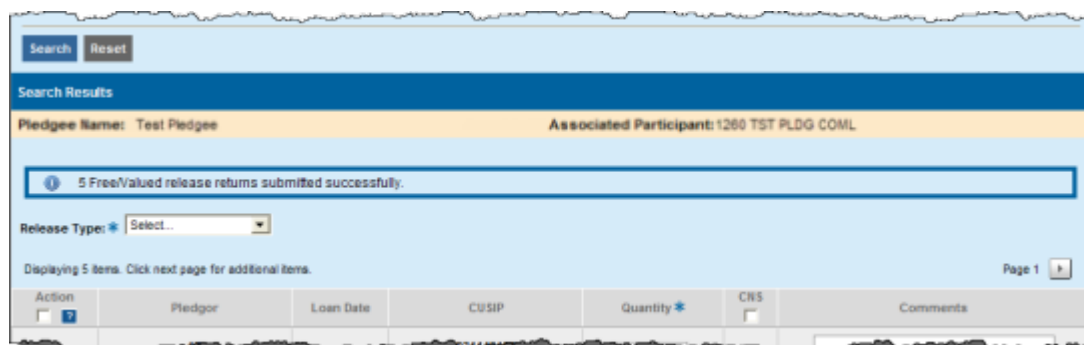 Search Reset
Search Results
Pledgee Name: Test Pledgee Associated Participant: 1260 TST PLDG COML
5 Free/Valued release returns submitted successfully.
Release Type: * Select...
Displaying 5 items. Click next page for additional items. Page 1
Action Pledgor Loan Date CUSIP Quantity * CNS Comments